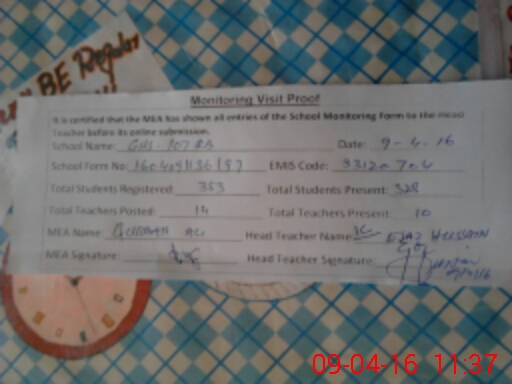 BE Regular
Monitoring Visit Proof
It is certified that the MEA has shown all entries of the School Monitoring Form to the Head
Teacher before its online submission.
School Name: GHS 107 RB Date: 9-4-16
School Form No: EMIS Code:
Total Students Registered: 353 Total Students Present: 328
Total Teachers Posted: 14 Total Teachers Present: 10
MEA Name: ALI Head Teacher Name: EJAZ HUSSAIN
MEA Signature: Head Teacher Signature:
09-04-16 11:37